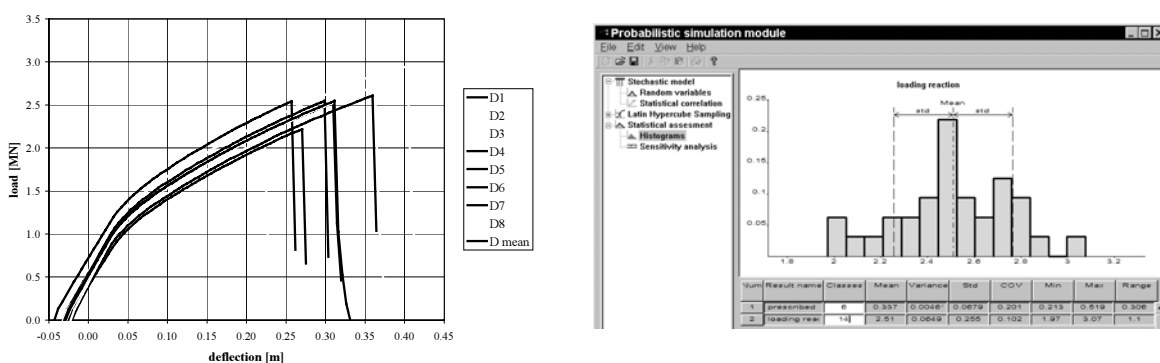 3.5
3.0
2.5
2.0
1.5
1.0
0.5
0.0
load [MN]
-0.05 0.00 0.05 0.10 0.15 0.20 0.25 0.30 0.35 0.40 0.45
deflection [m]
D1
D2
D3
D4
D5
D6
D7
D8
D mean
Probabilistic simulation module
File Edit View Help
Stochastic model
Random variables
Statistical correlation
Latin Hypercube Sampling
Statistical assesment
Histograms
Sensitivity analysis
loading reaction
Mean
std std
0.25
0.2
0.15
0.1
0.05
1.8 2 2.2 2.4 2.6 2.8 3 3.2
Num Result name Classes Mean Variance Std COV Min Max Range
1 prescribed 6 0.337 0.0046 0.0679 0.201 0.213 0.519 0.306
2 loading reac 14 2.51 0.0649 0.255 0.102 1.97 3.07 1.1